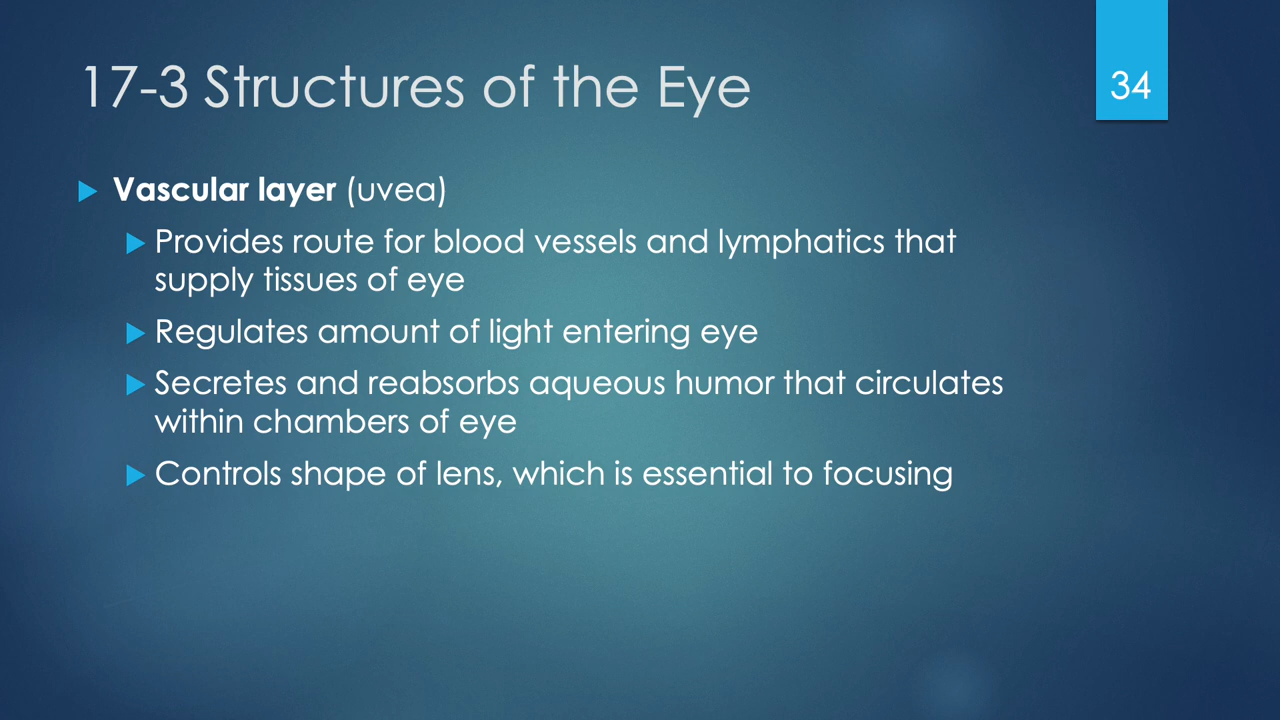 17-3 Structures of the Eye
34
Vascular layer (uvea)
Provides route for blood vessels and lymphatics that
supply tissues of eye
Regulates amount of light entering eye
Secretes and reabsorbs aqueous humor that circulates
within chambers of eye
Controls shape of lens, which is essential to focusing